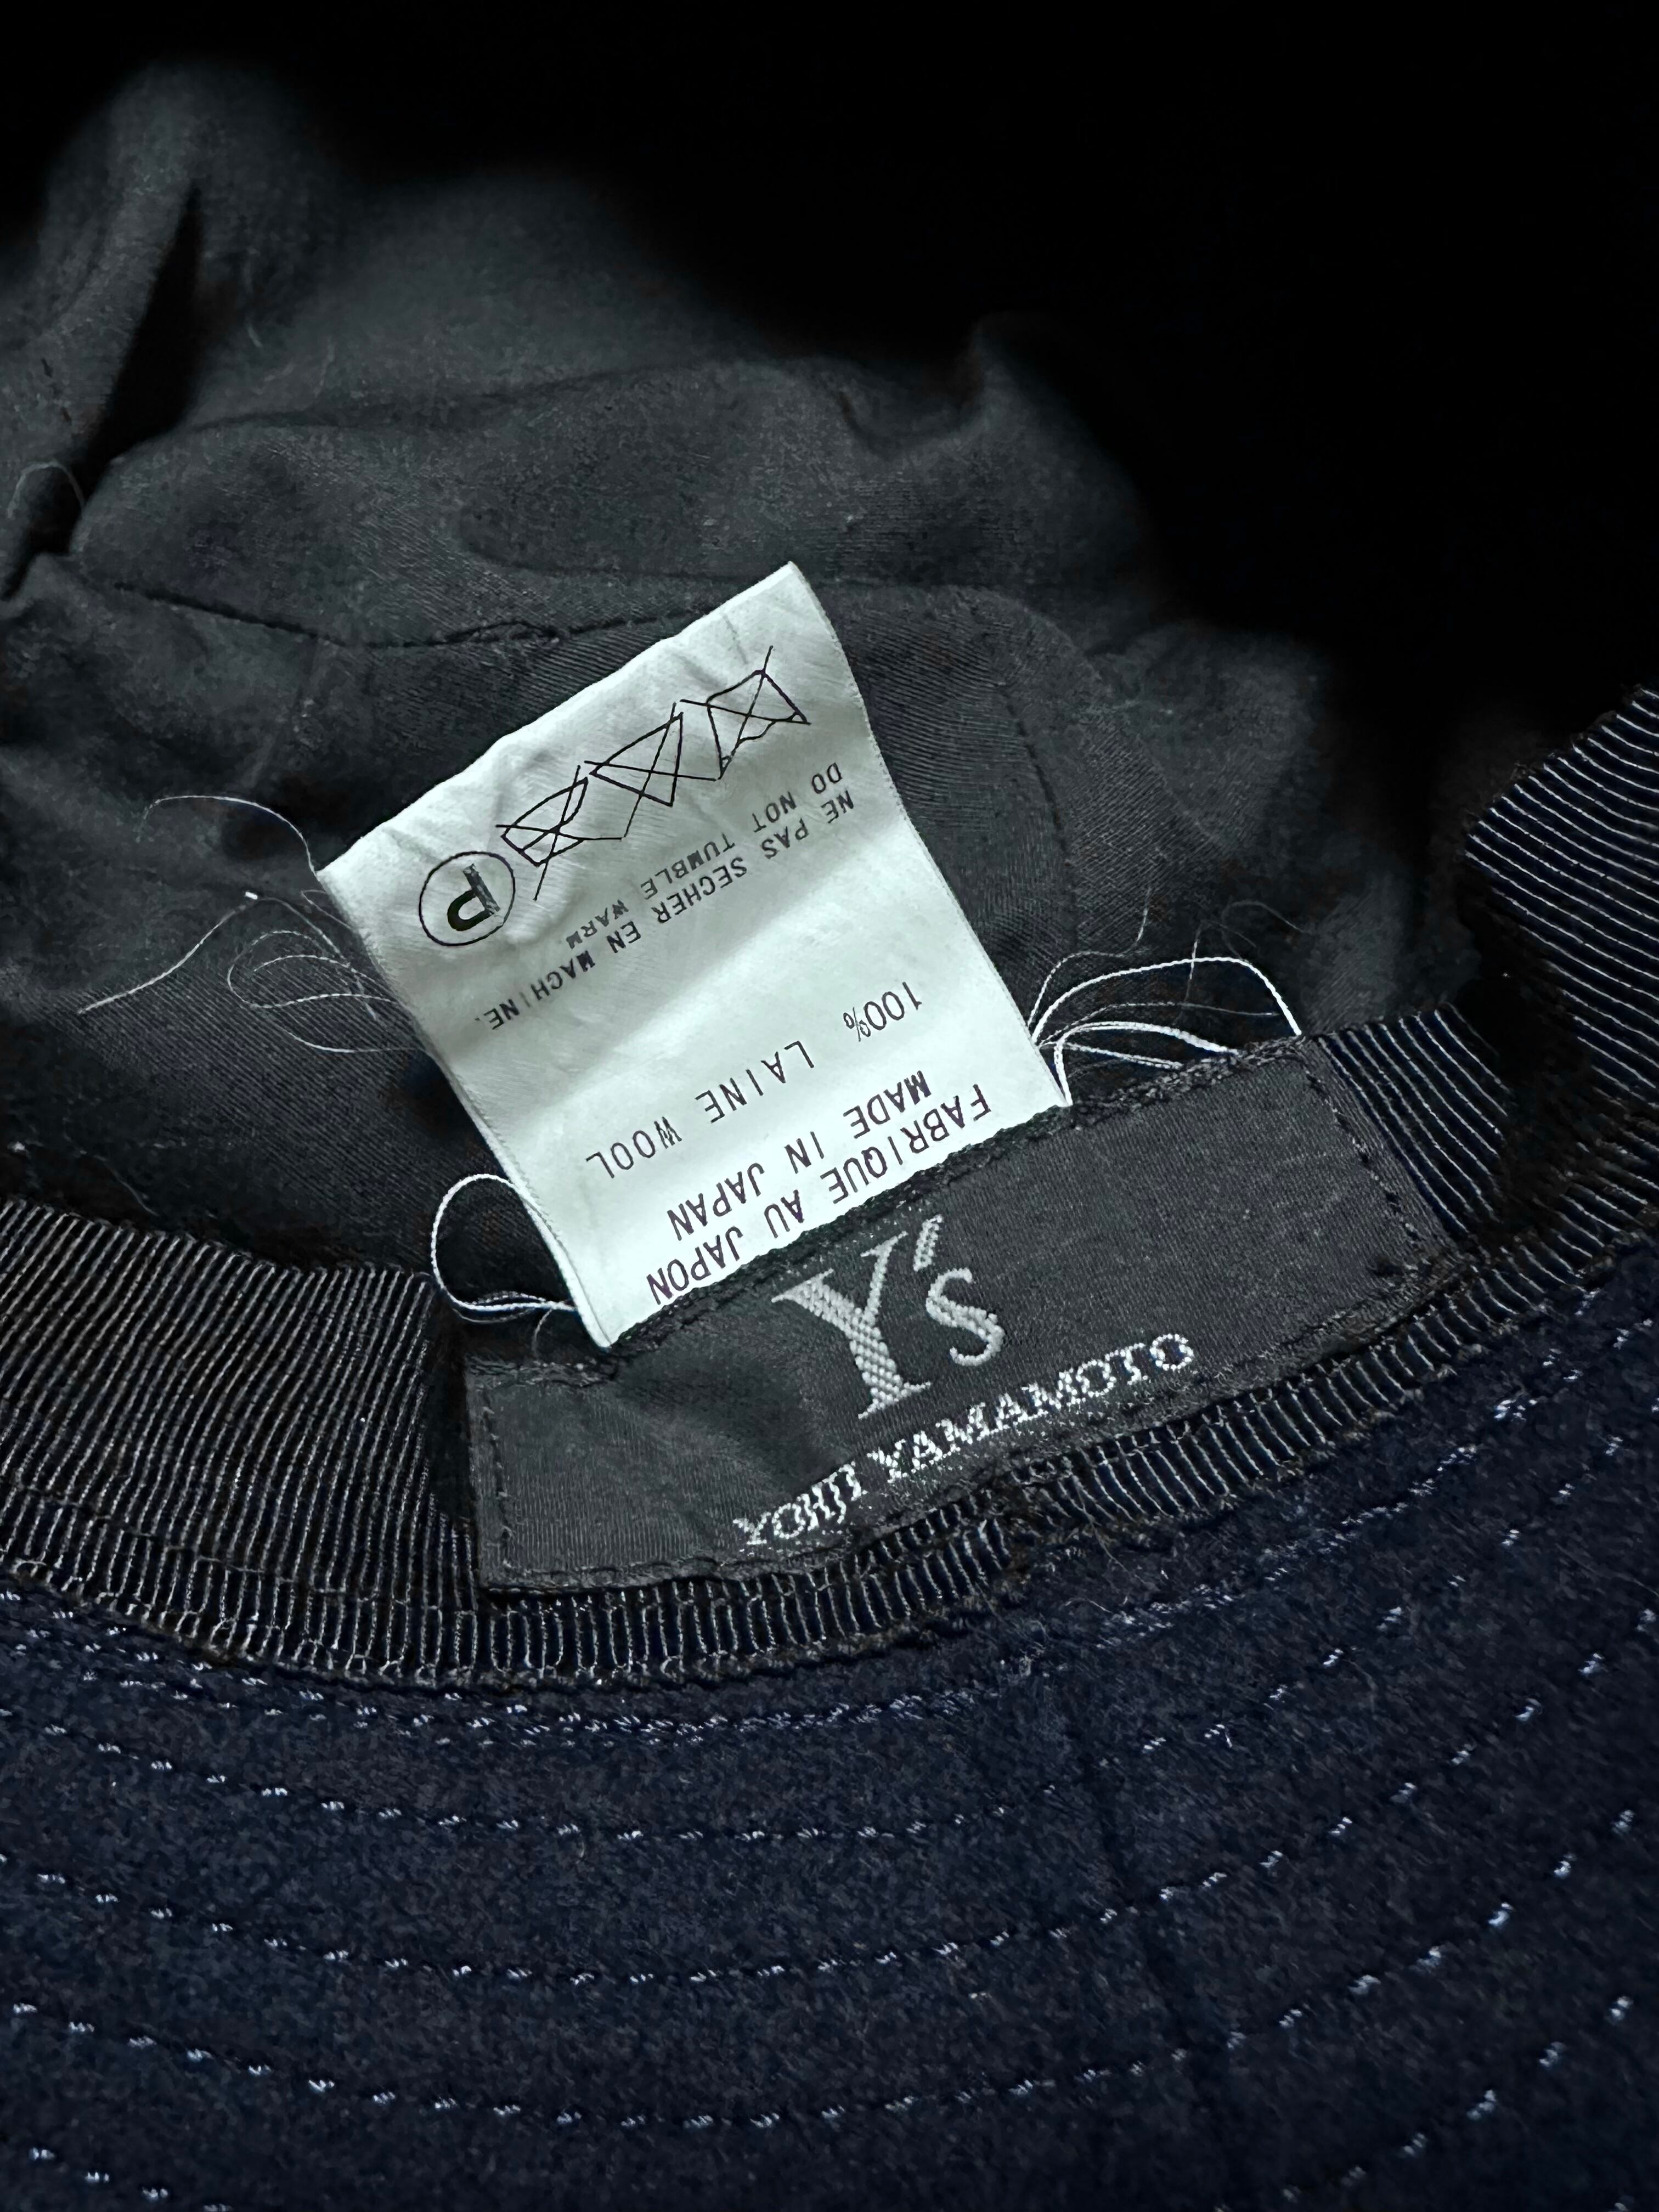 Y's
YOHJI YAMAMOTO
FABRIQUE AU JAPON
MADE IN JAPAN
100% LAINE WOOL
NE PAS SECHER EN MACHINE.
DO NOT TUMBLE WARM
P